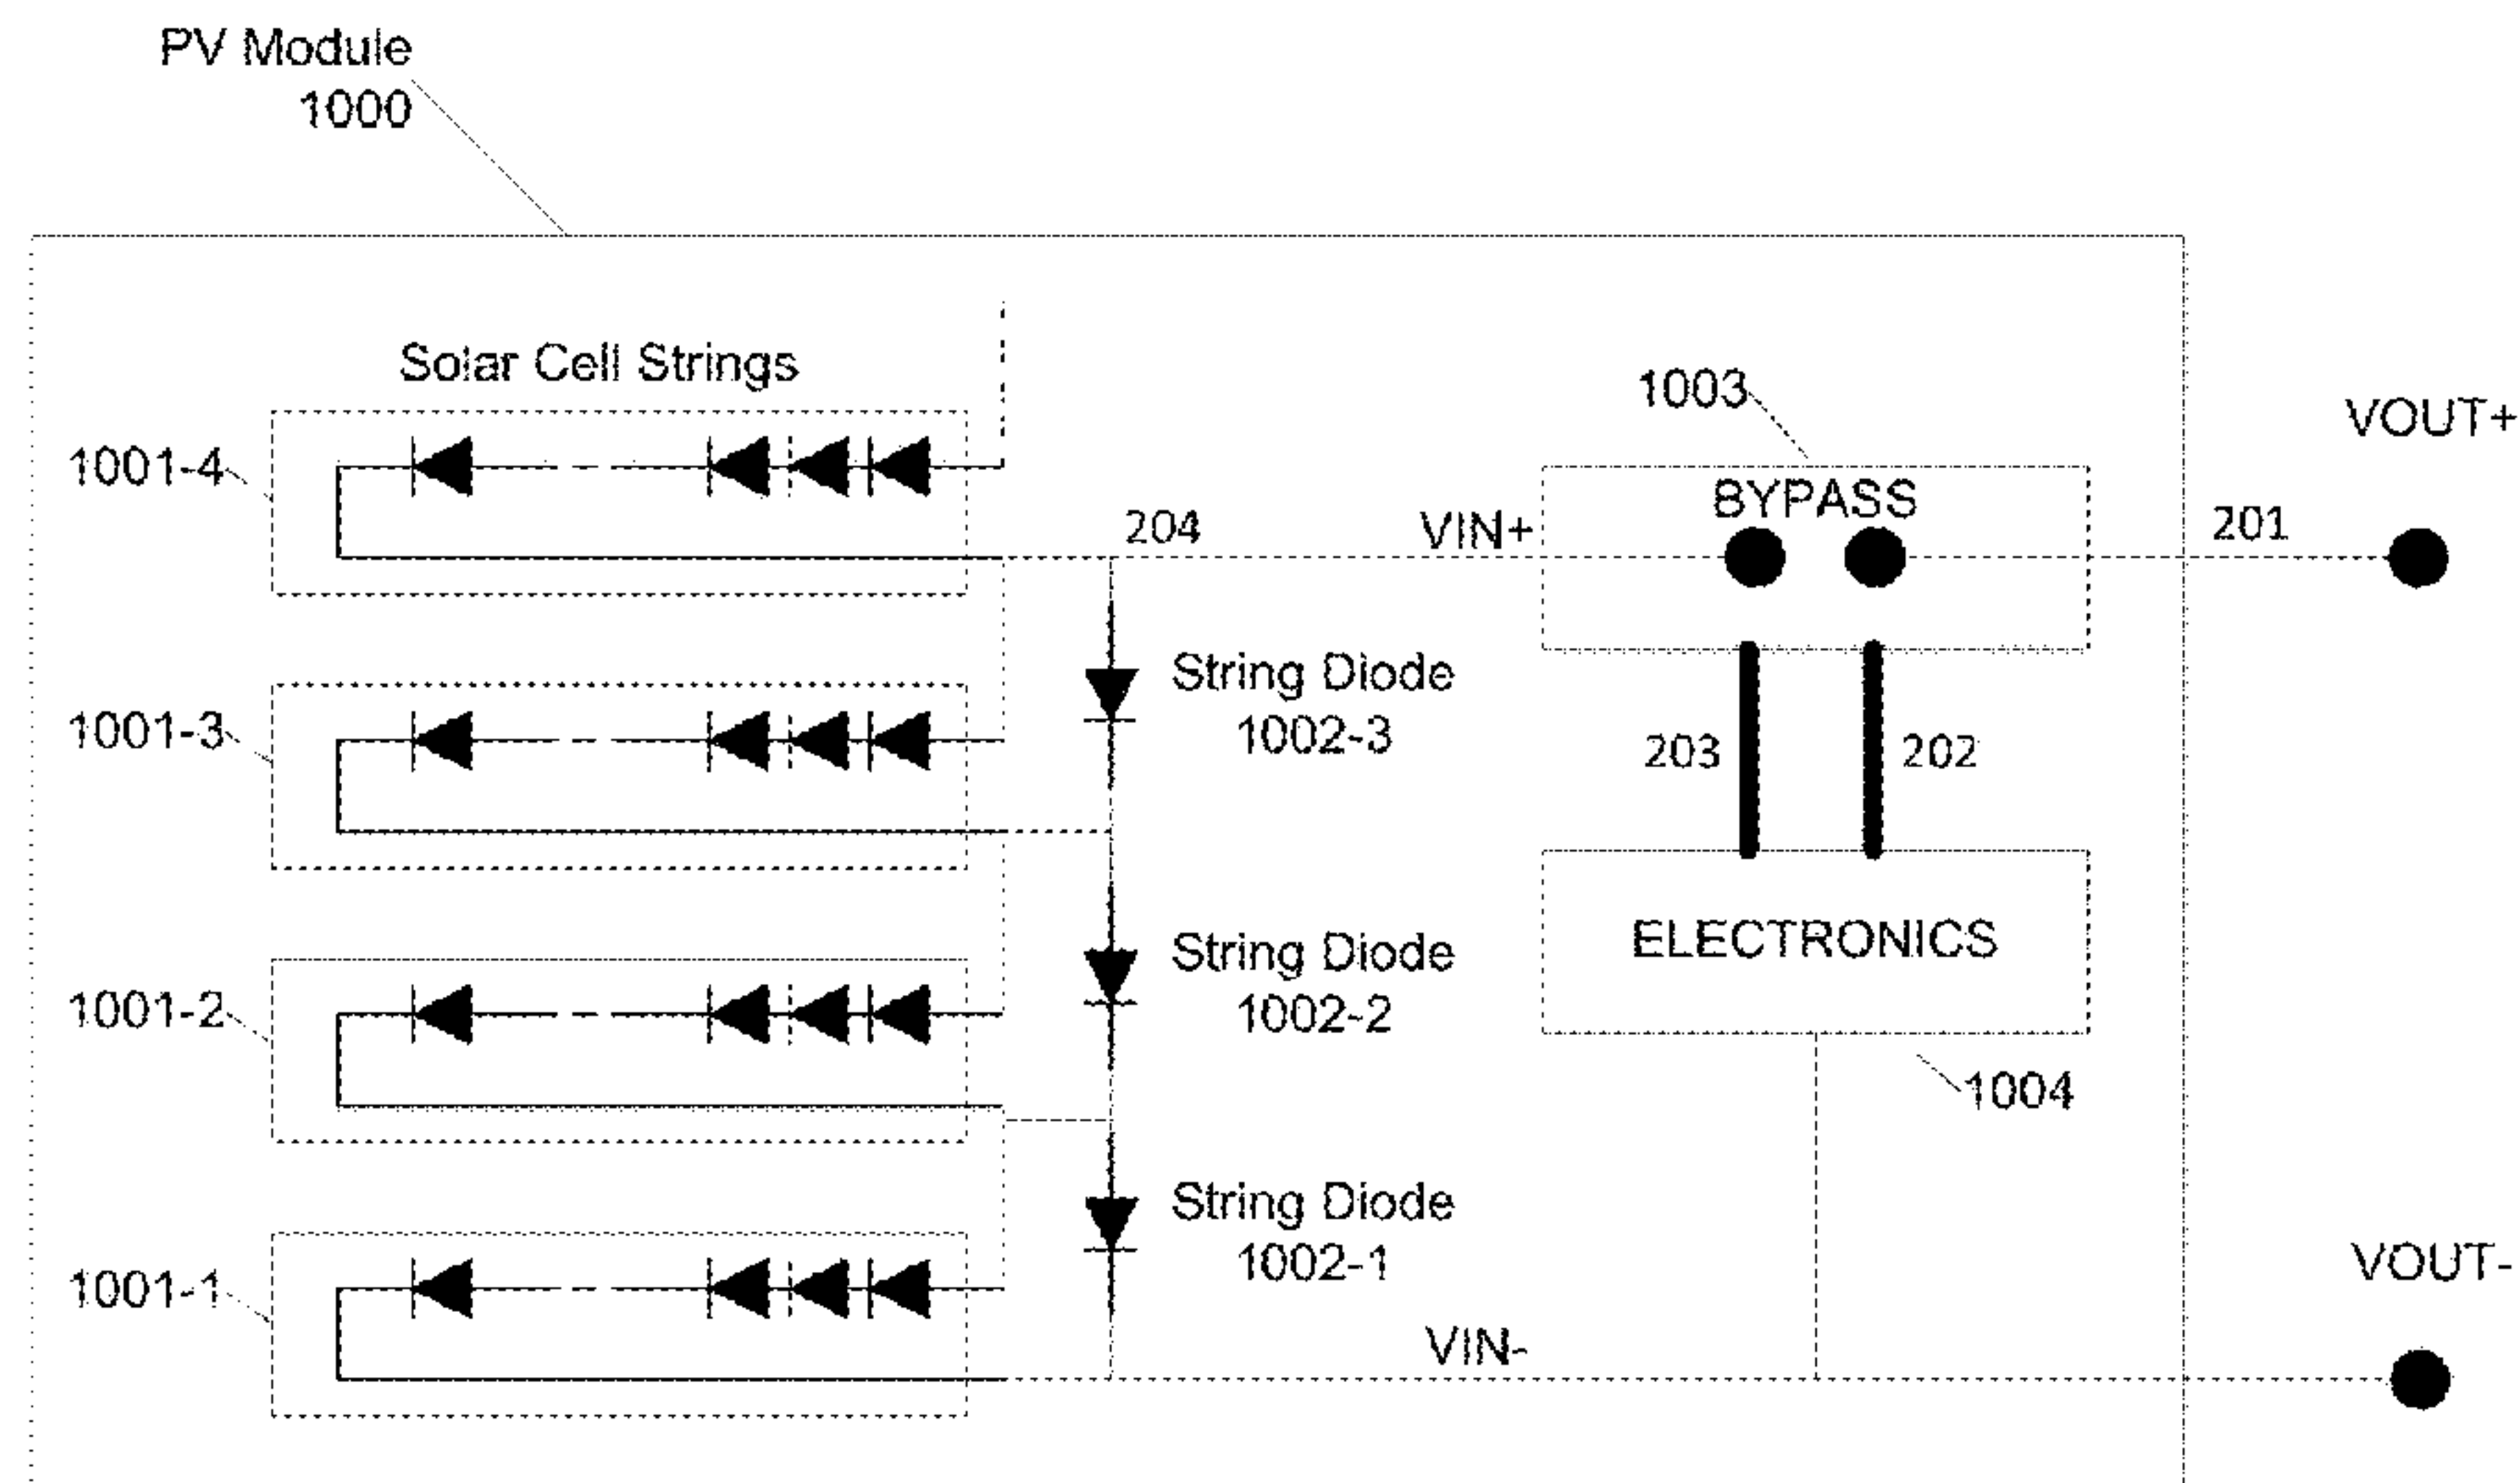 PV Module
1000
Solar Cell Strings
1003
VOUT+
1001-4
BYPASS
204
VIN+
201
String Diode
1002-3
1001-3
203
202
String Diode
1002-2
ELECTRONICS
1001-2
1004
String Diode
1002-1
VOUT-
1001-1
VIN-